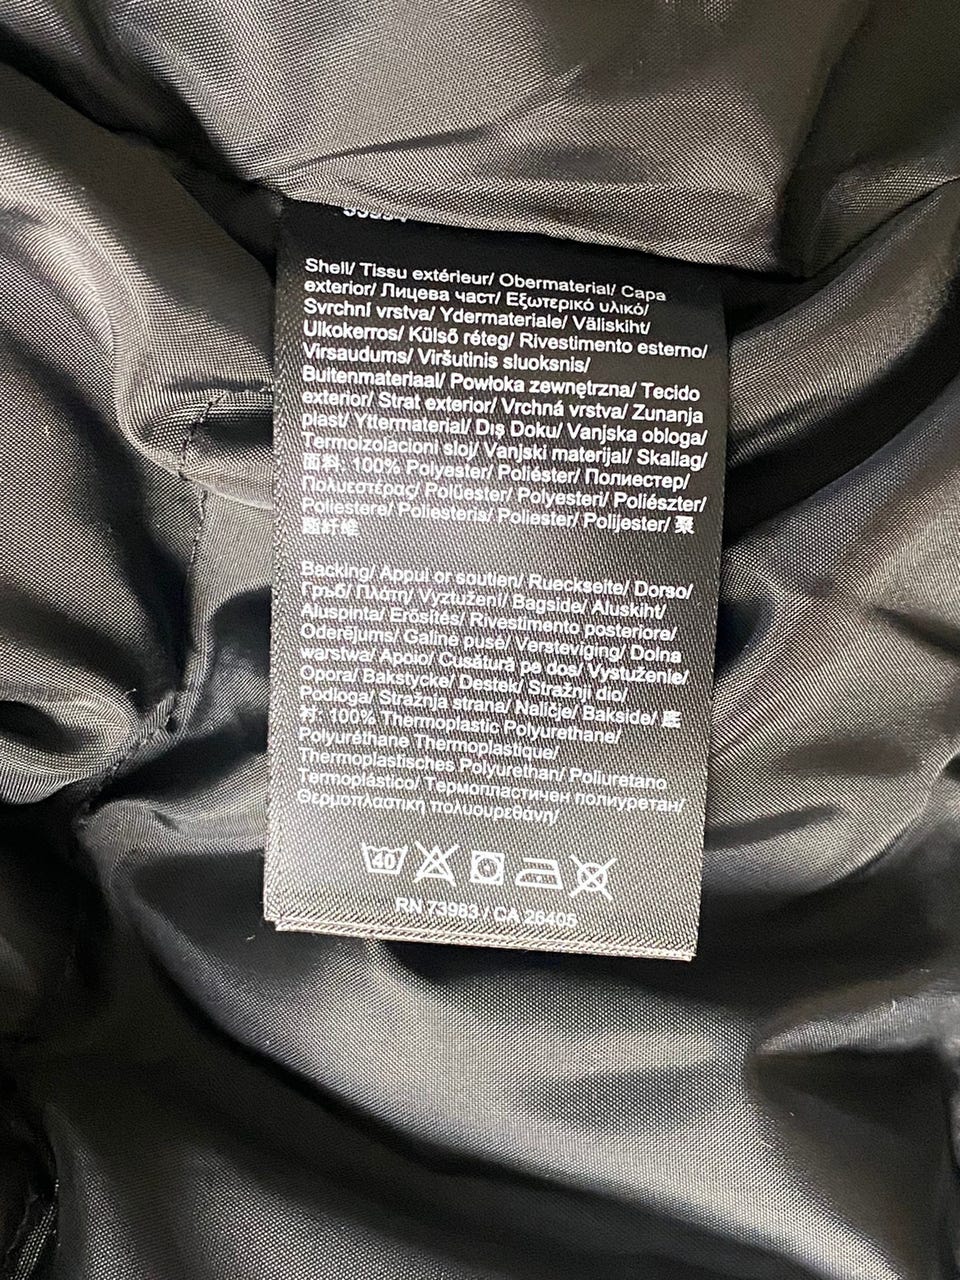 Shell/ Tissu extérieur/ Obermaterial/ Capa
exterior/ Лицева част/ Εξωτερικό υλικό/
Svrchní vrstva/ Ydermateriale/ Väliskiht/
Ulkokerros/ Külső réteg/ Rivestimento esterno/
Virsaudums/ Viršutinis sluoksnis/
Buitenmateriaal/ Powłoka zewnętrzna/ Tecido
exterior/ Strat exterior/ Vrchná vrstva/ Zunanja
plast/ Yttermaterial/ Dış Doku/ Vanjska obloga/
Termoizolacioni sloj/ Vanjski materijal/ Skallag/
面料: 100% Polyester/ Poliéster/ Полиестер/
Πολυεστέρας/ Polüester/ Polyesteri/ Poliészter/
Poliestere/ Poliesteris/ Poliester/ Polijester/ 聚
酯纤维
Backing/ Appui or soutien/ Rueckseite/ Dorso/
Гръб/ Πλάτη/ Vyztužení/ Bagside/ Aluskiht/
Aluspinta/ Erősítés/ Rivestimento posteriore/
Oderējums/ Galinė pusė/ Versteviging/ Dolna
warstwa/ Apoio/ Cusătură pe dos/ Vystuženie/
Opora/ Bakstycke/ Destek/ Stražnji dio/
Podloga/ Stražnja strana/ Naličje/ Bakside/ 底
衬: 100% Thermoplastic Polyurethane/
Polyuréthane Thermoplastique/
Thermoplastisches Polyurethan/ Poliuretano
Termoplástico/ Термопластичен полиуретан/
Θερμοπλαστική πολυουρεθάνη/
40
RN 73983 / CA 26405